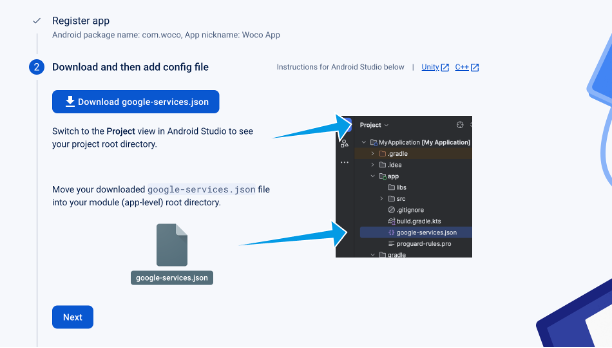 Register app
Android package name: com.woco, App nickname: Woco App
2 Download and then add config file
Instructions for Android Studio below | Unity C++
Download google-services.json
Switch to the Project view in Android Studio to see
your project root directory.
Move your downloaded google-services.json file
into your module (app-level) root directory.
google-services.json
Next
Project
MyApplication [My Application]
.gradle
.idea
app
libs
src
.gitignore
build.gradle.kts
google-services.json
proguard-rules.pro
gradle